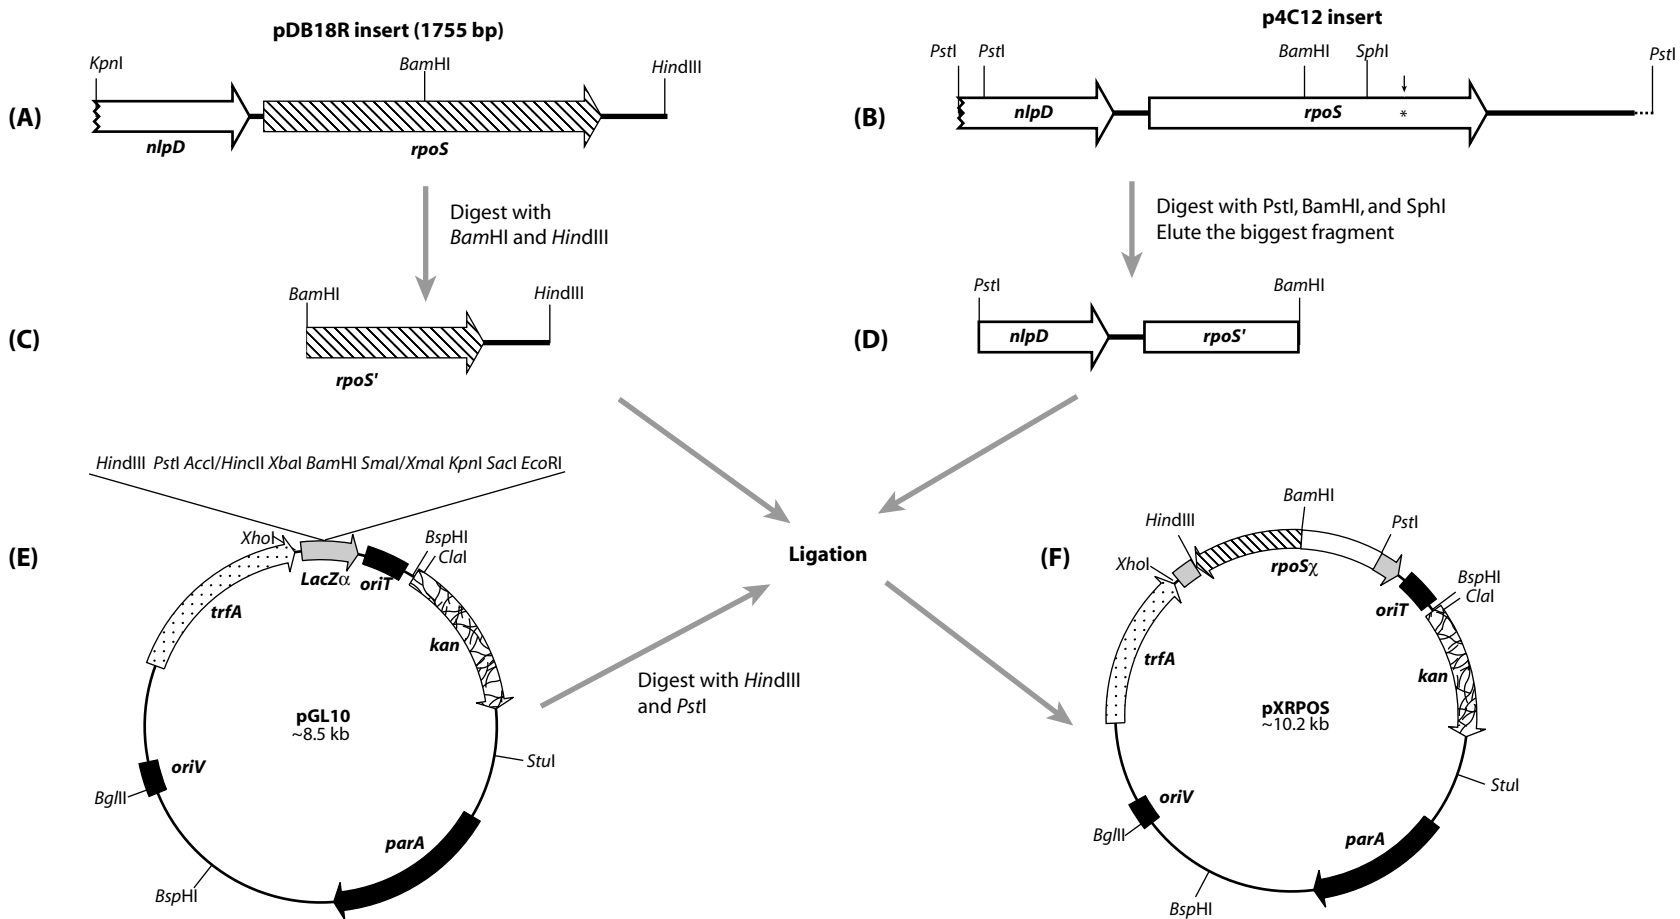 pDB18R insert (1755 bp)
p4C12 insert
KpnI
BamHI
HindIII
PstI
PstI
BamHI
SphI
PstI
(A)
nlpD
rpoS
(B)
nlpD
rpoS
*
Digest with
BamHI and HindIII
Digest with PstI, BamHI, and SphI
Elute the biggest fragment
BamHI
HindIII
PstI
BamHI
(C)
rpoS'
(D)
nlpD
rpoS'
HindIII PstI AccI/HincII XbaI BamHI SmaI/XmaI KpnI SacI EcoRI
(E)
XhoI
LacZα
oriT
BspHI
ClaI
trfA
kan
pGL10
~8.5 kb
oriV
BglII
StuI
parA
BspHI
Ligation
Digest with HindIII
and PstI
(F)
BamHI
HindIII
PstI
XhoI
rpoSχ
oriT
BspHI
ClaI
trfA
kan
pXRPOS
~10.2 kb
oriV
BglII
StuI
parA
BspHI